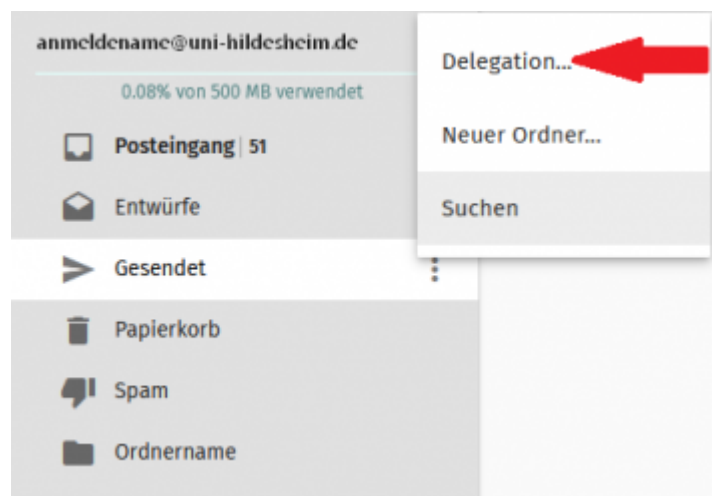 anmeldename@uni-hildesheim.de
0.08% von 500 MB verwendet
Posteingang | 51
Entwürfe
Gesendet
Papierkorb
Spam
Ordnername
Delegation...
Neuer Ordner...
Suchen